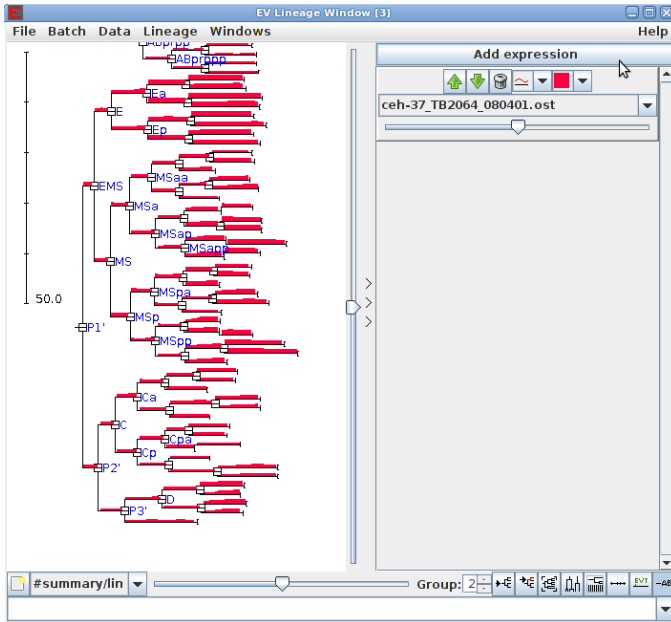 EV Lineage Window [3]
File Batch Data Lineage Windows Help
Add expression
ceh-37_TB2064_080401.ost
ABprpp
ABprppp
Ea
E
Ep
MSaa
EMS
MSa
MSap
MSapp
MS
MSpa
50.0
MSp
P1'
MSpp
Ca
C
Cpa
Cp
P2'
D
P3'
#summary/lin
Group: 2
EVT